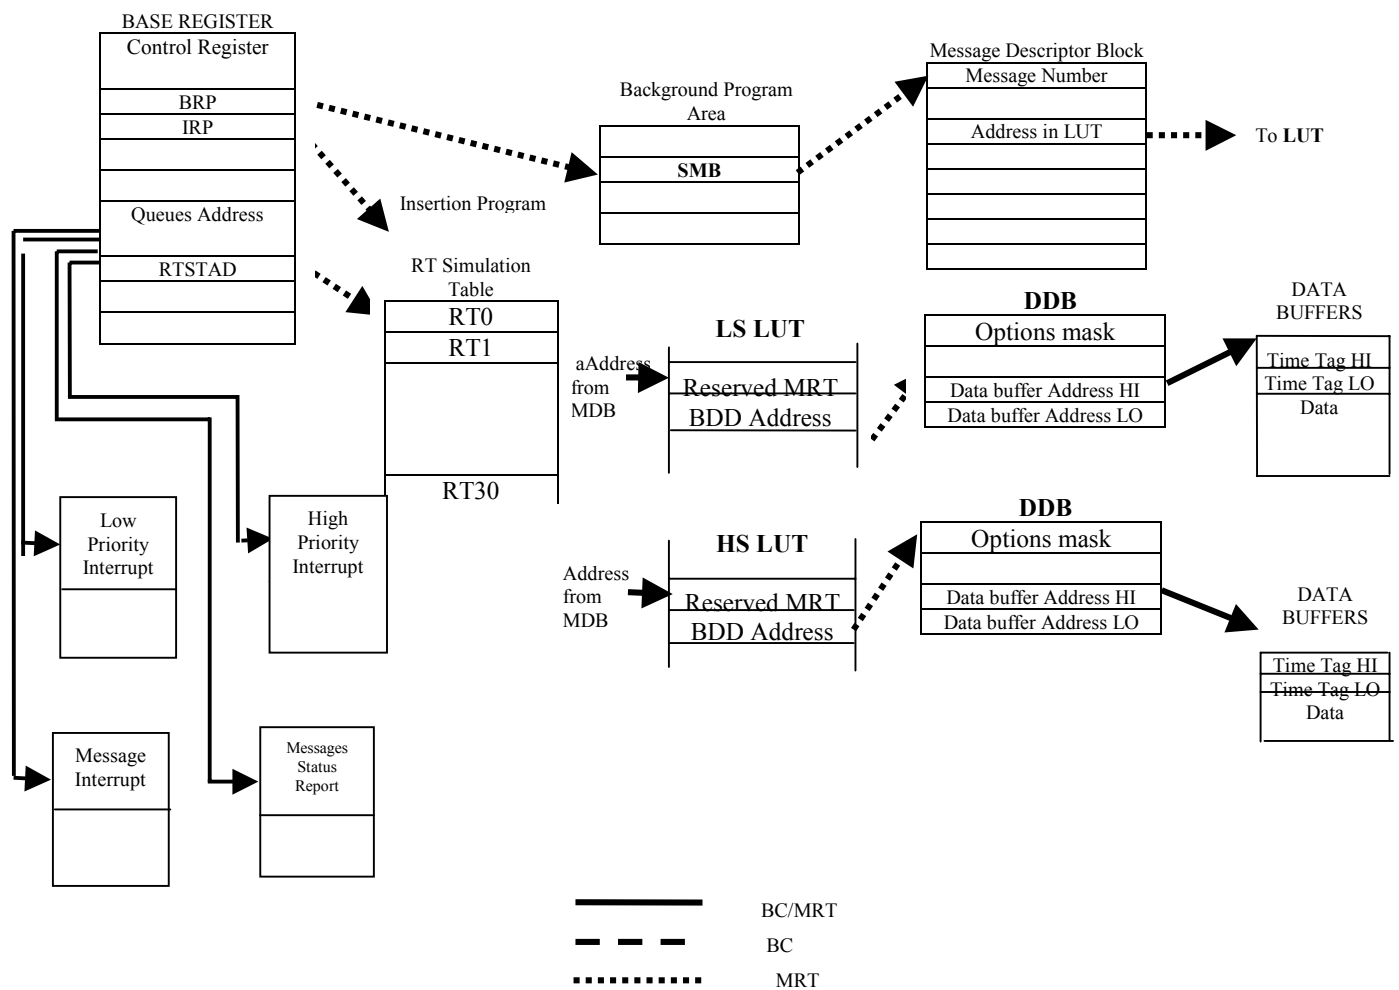 BASE REGISTER
Control Register
BRP
IRP
Queues Address
RTSTAD
Background Program
Area
SMB
Message Descriptor Block
Message Number
Address in LUT
To LUT
Insertion Program
RT Simulation
Table
RT0
RT1
RT30
aAddress
from
MDB
LS LUT
Reserved MRT
BDD Address
DDB
Options mask
Data buffer Address HI
Data buffer Address LO
DATA
BUFFERS
Time Tag HI
Time Tag LO
Data
Low
Priority
Interrupt
High
Priority
Interrupt
Address
from
MDB
HS LUT
Reserved MRT
BDD Address
DDB
Options mask
Data buffer Address HI
Data buffer Address LO
DATA
BUFFERS
Time Tag HI
Time Tag LO
Data
Message
Interrupt
Messages
Status
Report
BC/MRT
BC
MRT